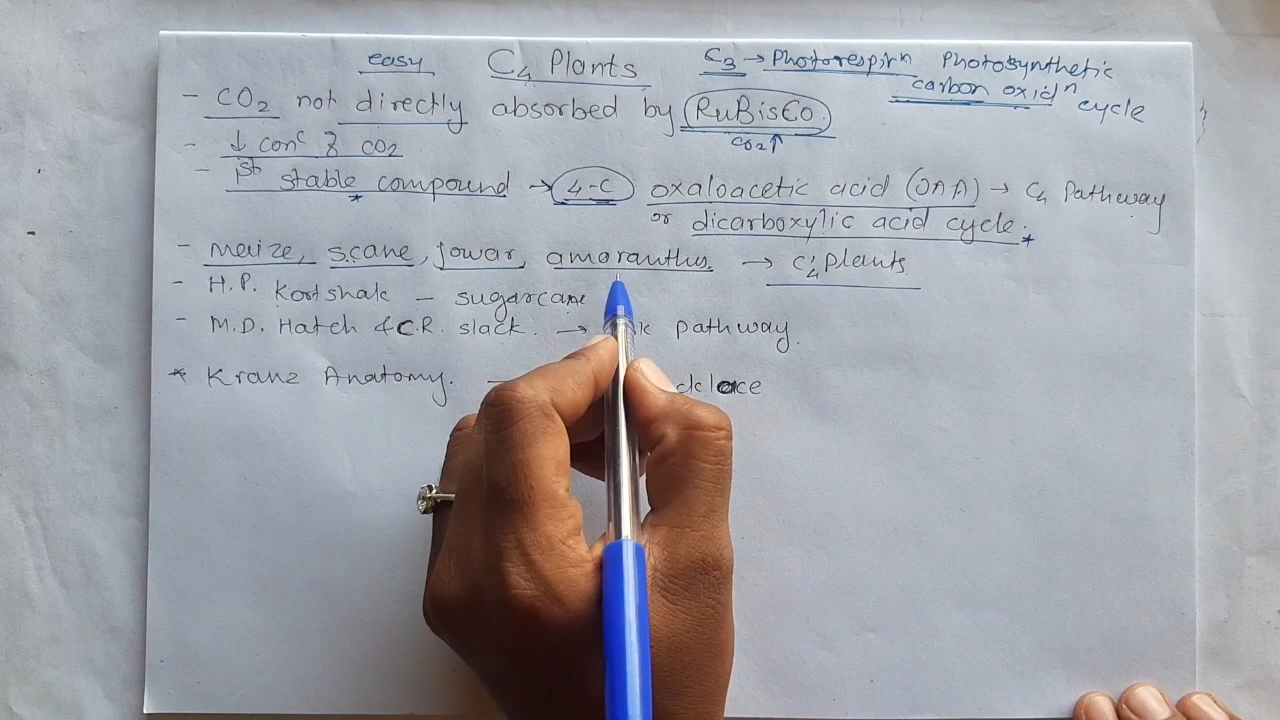 easy C4 Plants C3 → Photorespirⁿ Photosynthetic
carbon oxidⁿ cycle
- CO2 not directly absorbed by RuBisCo
CO2↑
- ↓ conᶜ & CO2
- 1st stable compound → 4-C oxaloacetic acid (OAA) → C4 Pathway
or dicarboxylic acid cycle.*
- maize, scane, jowar, amaranthus → C4 plants
- H.P. Kortshak - sugarcane
- M.D. Hatch & C.R. slack. → pathway.
* Kranz Anatomy. -